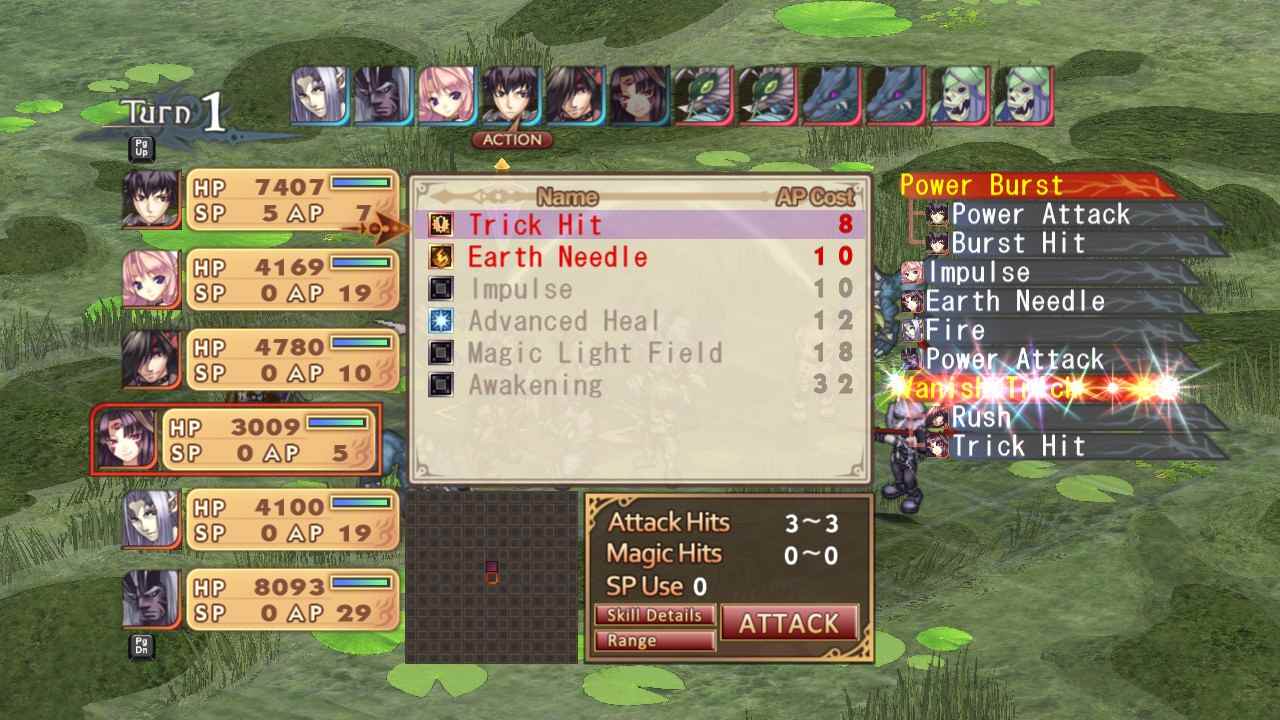 Turn 1
Pg Up
ACTION
HP 7407
SP 5 AP 7
HP 4169
SP 0 AP 19
HP 4780
SP 0 AP 10
HP 3009
SP 0 AP 5
HP 4100
SP 0 AP 19
HP 8093
SP 0 AP 29
Pg Dn
Name AP Cost
Trick Hit 8
Earth Needle 10
Impulse 10
Advanced Heal 12
Magic Light Field 18
Awakening 32
Attack Hits 3~3
Magic Hits 0~0
SP Use 0
Skill Details
Range
ATTACK
Power Burst
Power Attack
Burst Hit
Impulse
Earth Needle
Fire
Power Attack
Vanish Trick
Rush
Trick Hit